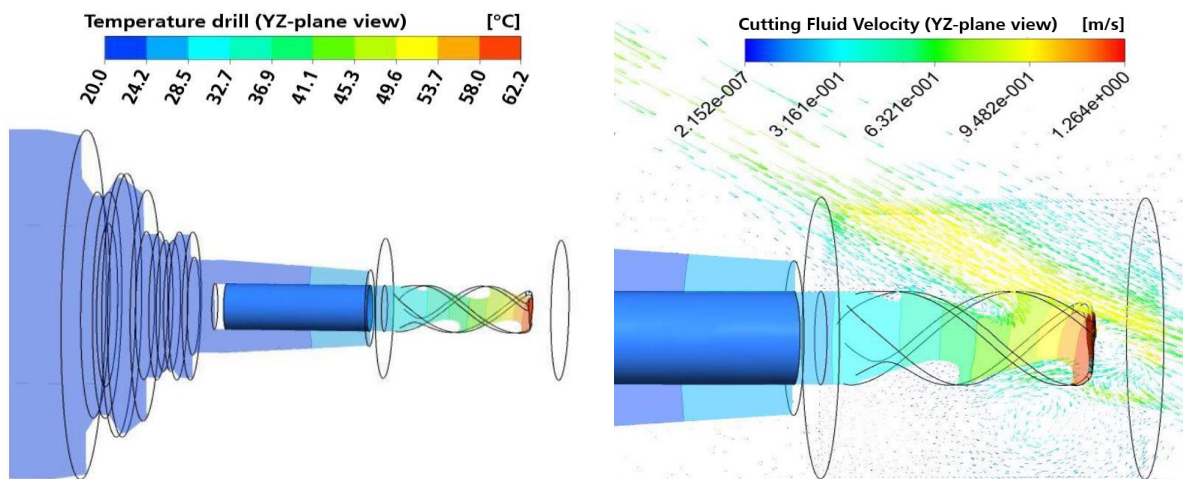 Temperature drill (YZ-plane view) [°C]
20.0 24.2 28.5 32.7 36.9 41.1 45.3 49.6 53.7 58.0 62.2
Cutting Fluid Velocity (YZ-plane view) [m/s]
2.152e-007 3.161e-001 6.321e-001 9.482e-001 1.264e+000